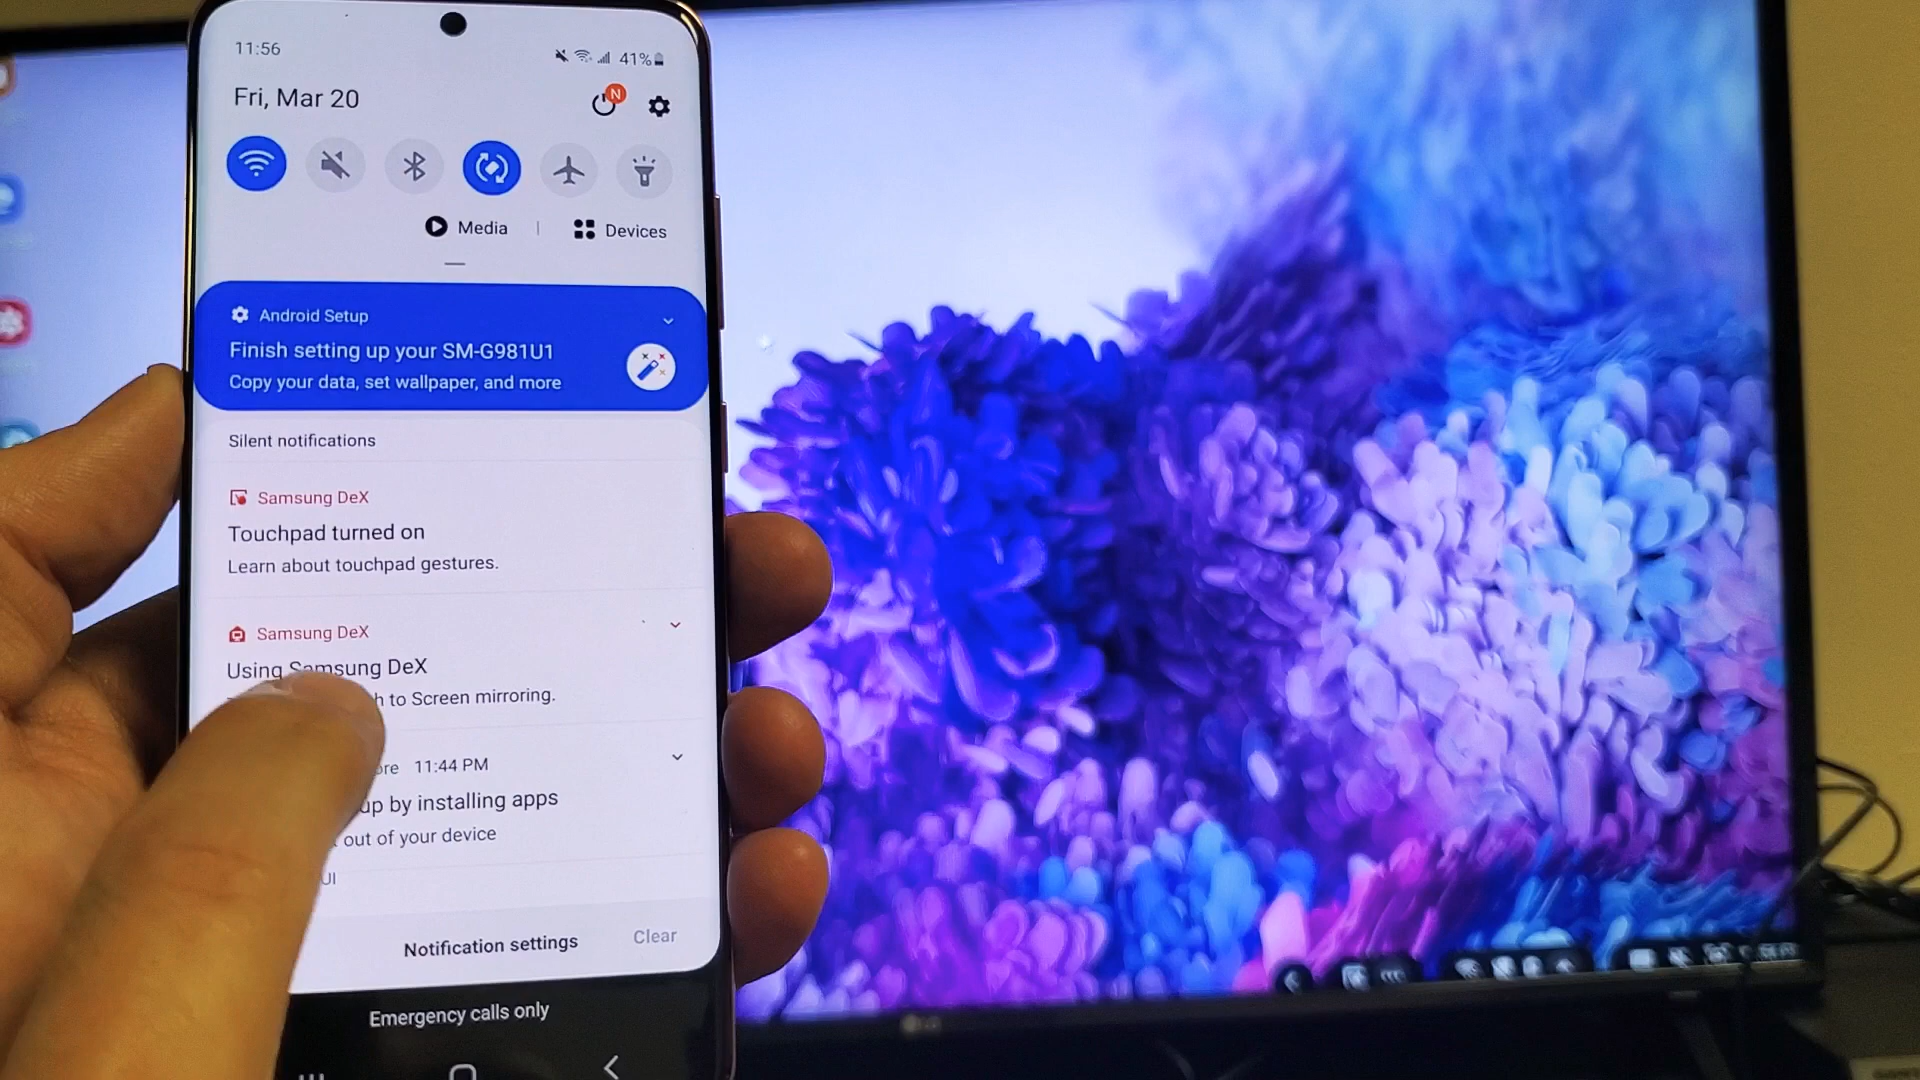 11:56
41%
Fri, Mar 20
N
Media
Devices
Android Setup
Finish setting up your SM-G981U1
Copy your data, set wallpaper, and more
Silent notifications
Samsung DeX
Touchpad turned on
Learn about touchpad gestures.
Samsung DeX
Using Samsung DeX
to Screen mirroring.
11:44 PM
up by installing apps
out of your device
UI
Notification settings
Clear
Emergency calls only
LG